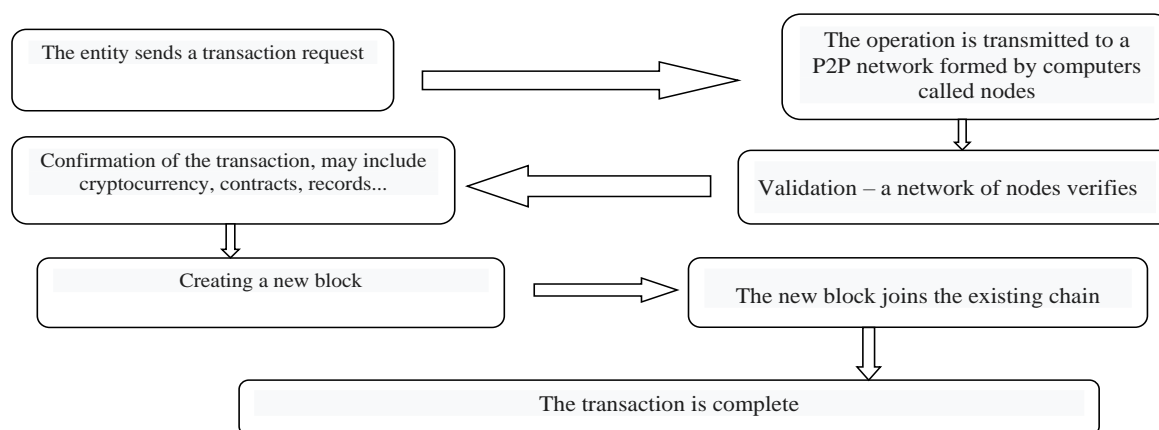 The entity sends a transaction request
The operation is transmitted to a
P2P network formed by computers
called nodes
Validation – a network of nodes verifies
Confirmation of the transaction, may include
cryptocurrency, contracts, records...
Creating a new block
The new block joins the existing chain
The transaction is complete